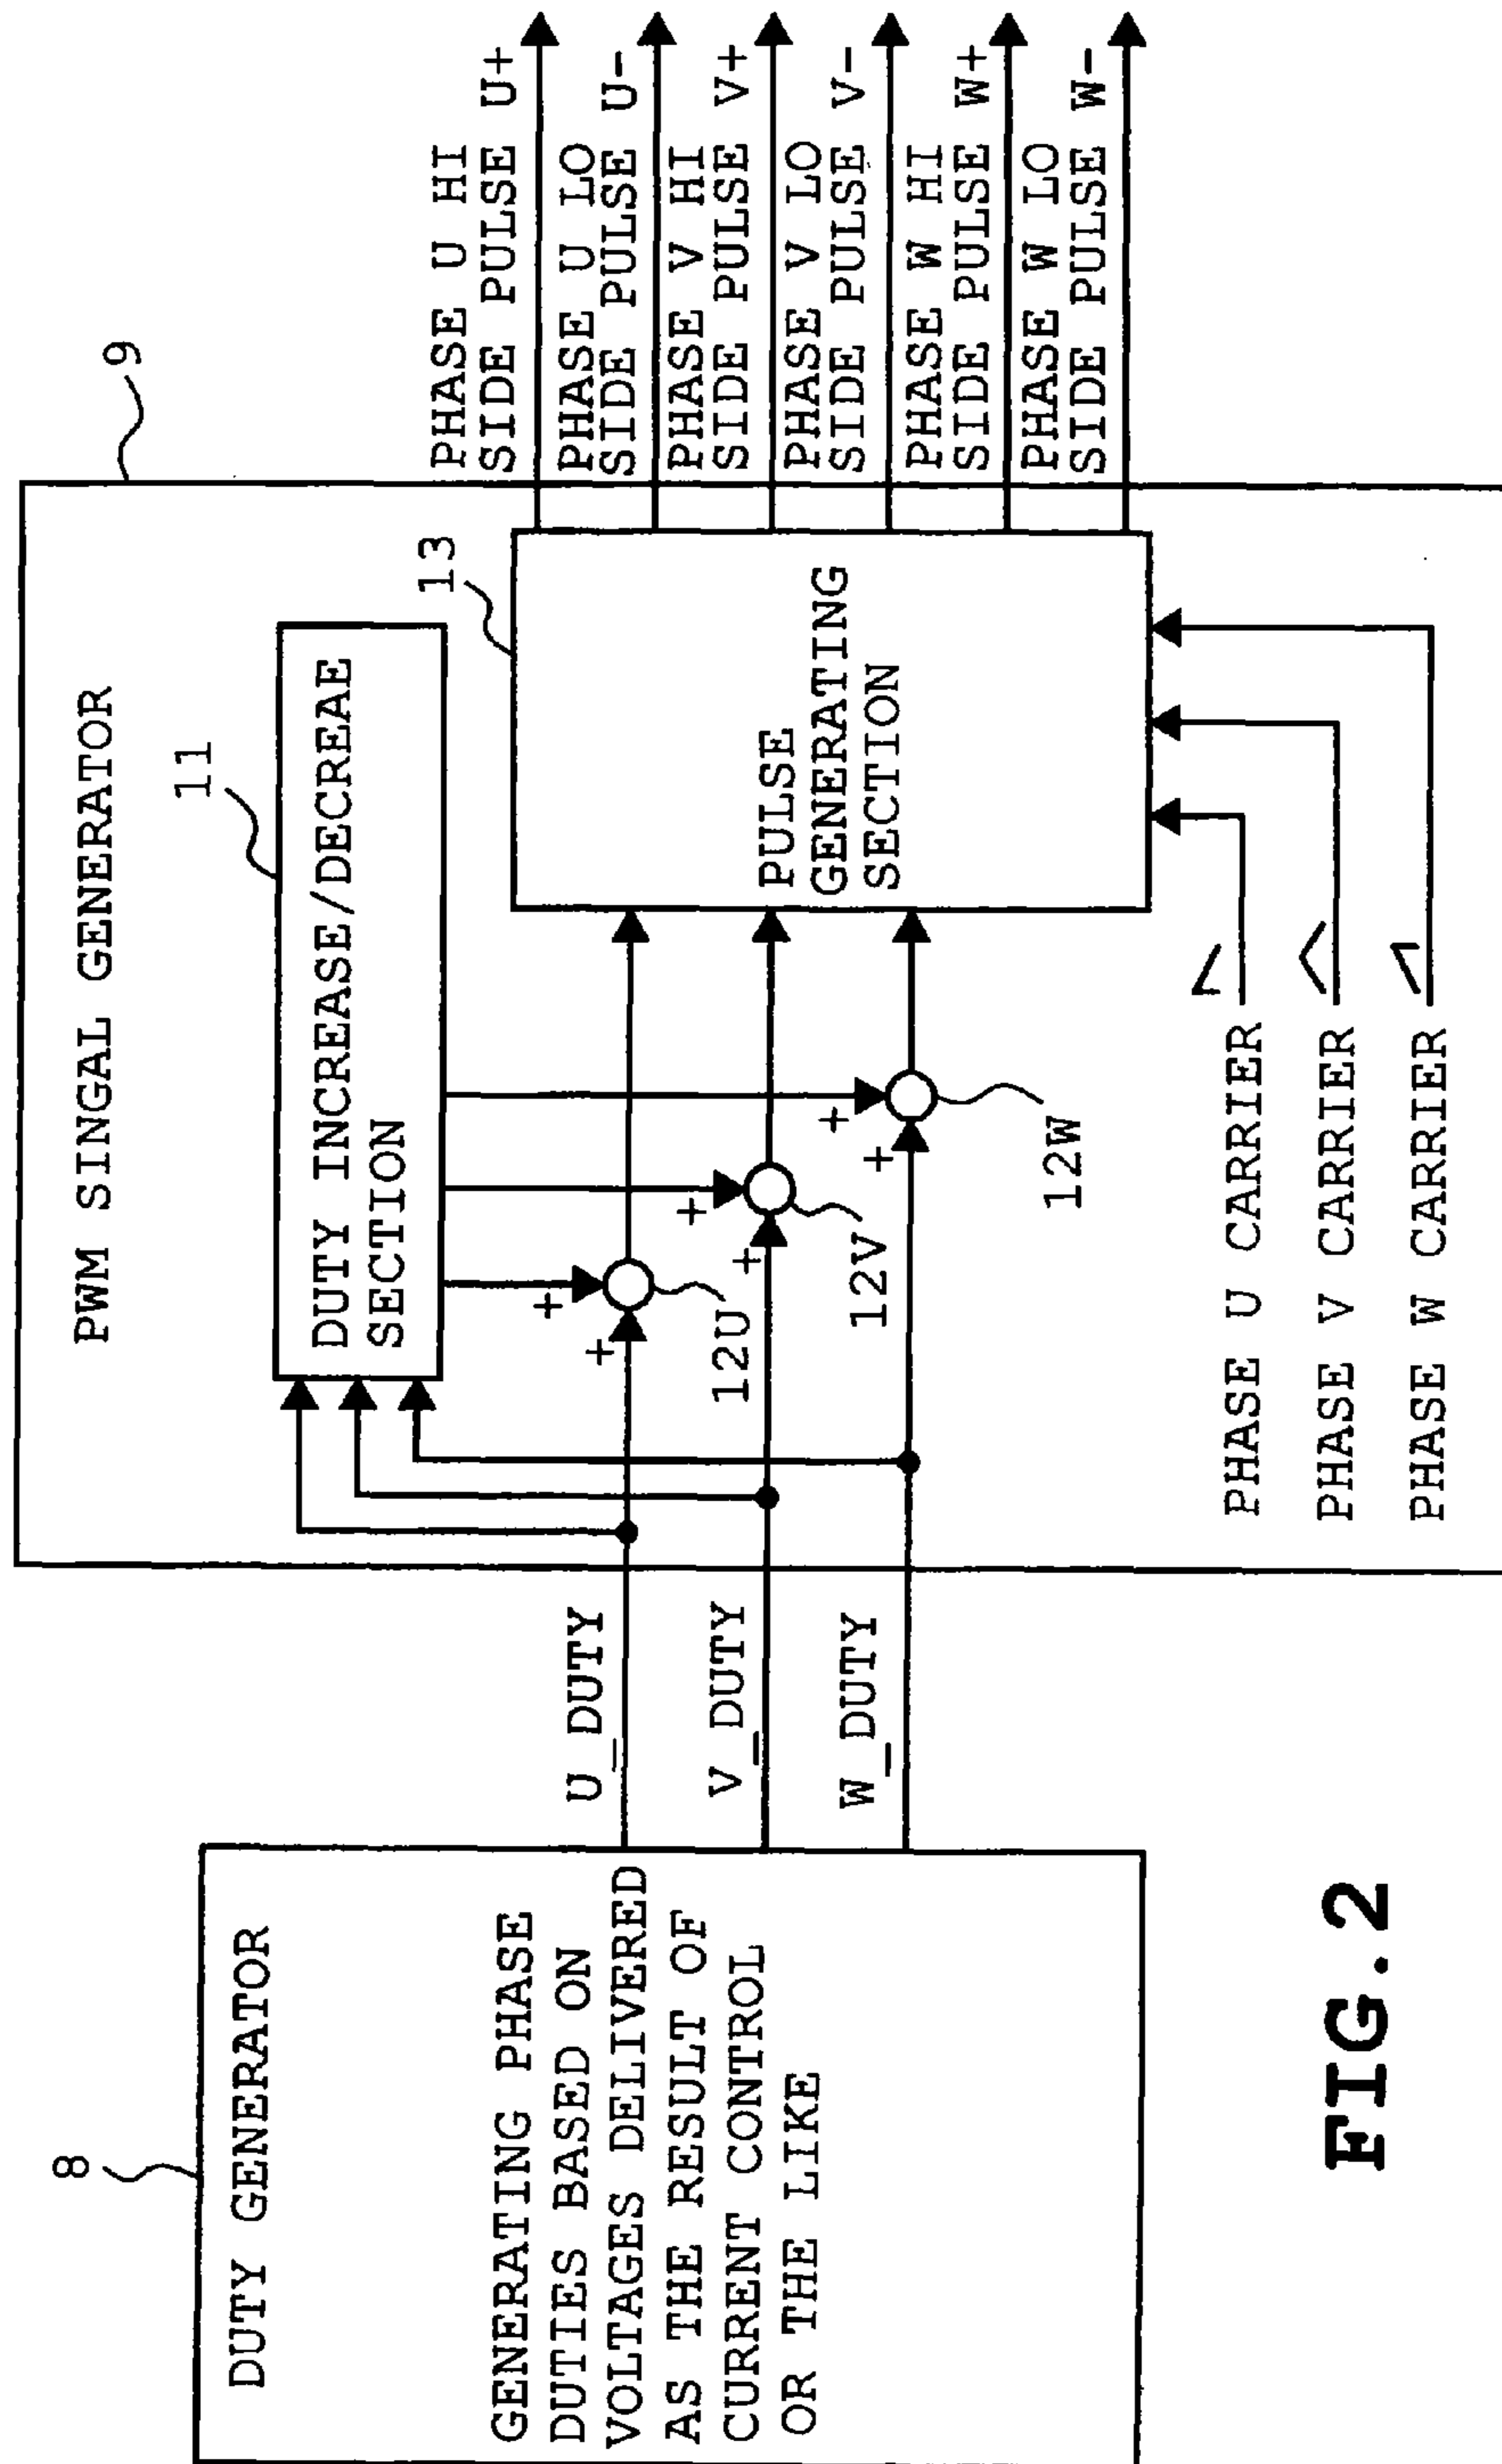 8
DUTY GENERATOR
GENERATING PHASE
DUTIES BASED ON
VOLTAGES DELIVERED
AS THE RESULT OF
CURRENT CONTROL
OR THE LIKE
U_DUTY
V_DUTY
W_DUTY
9
PWM SINGAL GENERATOR
11
DUTY INCREASE/DECREAE
SECTION
+
+
12U
+
+
12V
+
+
12W
13
PULSE
GENERATING
SECTION
PHASE U CARRIER
PHASE V CARRIER
PHASE W CARRIER
PHASE U HI
SIDE PULSE U+
PHASE U LO
SIDE PULSE U-
PHASE V HI
SIDE PULSE V+
PHASE V LO
SIDE PULSE V-
PHASE W HI
SIDE PULSE W+
PHASE W LO
SIDE PULSE W-
FIG.2